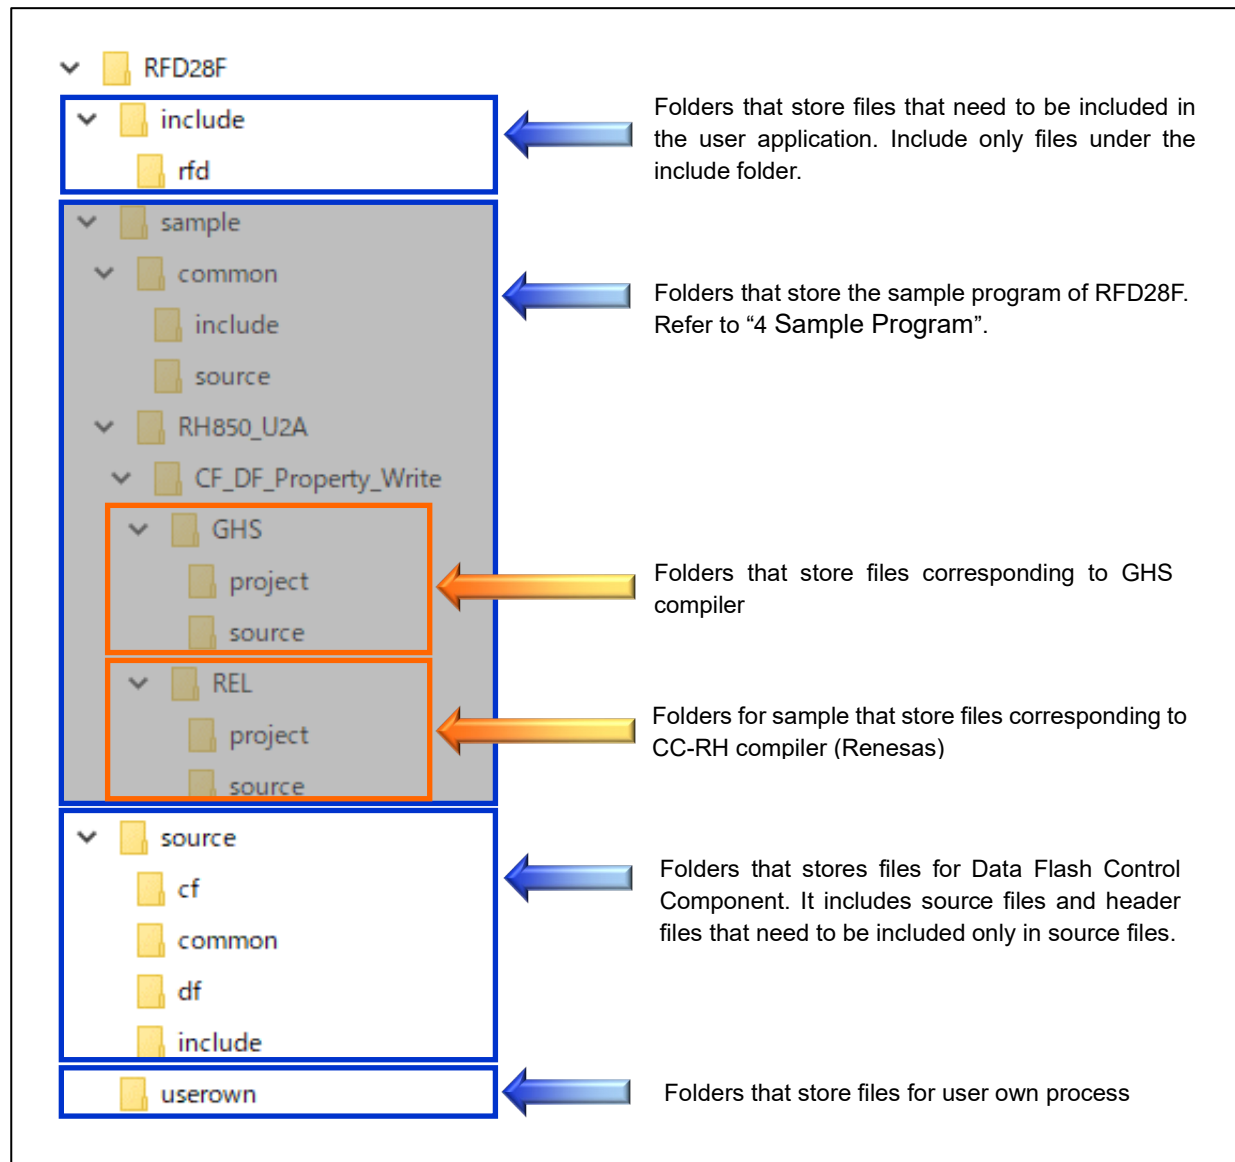 RFD28F
include
rfd
Folders that store files that need to be included in
the user application. Include only files under the
include folder.
sample
common
include
source
RH850_U2A
CF_DF_Property_Write
Folders that store the sample program of RFD28F.
Refer to “4 Sample Program”.
GHS
project
source
Folders that store files corresponding to GHS
compiler
REL
project
source
Folders for sample that store files corresponding to
CC-RH compiler (Renesas)
source
cf
common
df
include
Folders that stores files for Data Flash Control
Component. It includes source files and header
files that need to be included only in source files.
userown
Folders that store files for user own process